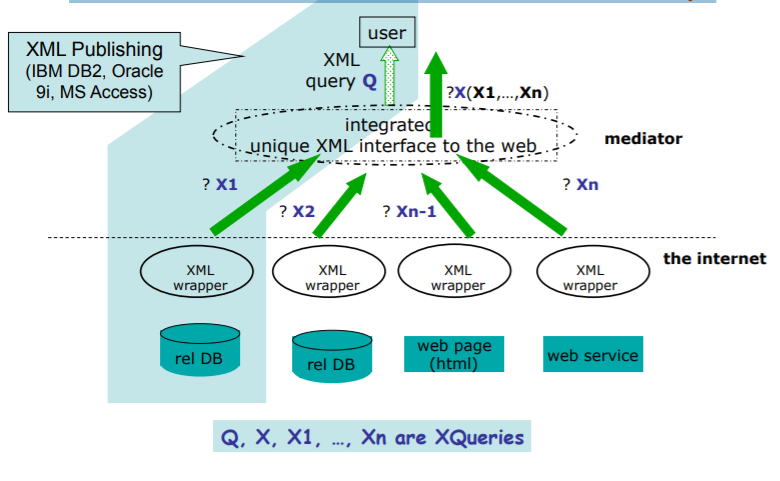 XML Publishing
(IBM DB2, Oracle
9i, MS Access)
user
XML
query Q
?X(X1,...,Xn)
integrated
unique XML interface to the web
mediator
? X1
? X2
? Xn-1
? Xn
the internet
XML
wrapper
XML
wrapper
XML
wrapper
XML
wrapper
rel DB
rel DB
web page
(html)
web service
Q, X, X1, ..., Xn are XQueries